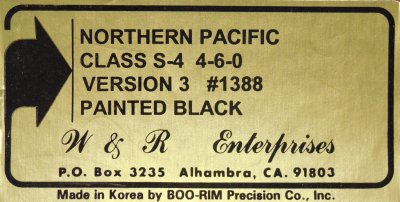 NORTHERN PACIFIC
CLASS S-4 4-6-0
VERSION 3 #1388
PAINTED BLACK
W & R Enterprises
P.O. Box 3235 Alhambra, CA. 91803
Made in Korea by BOO-RIM Precision Co., Inc.